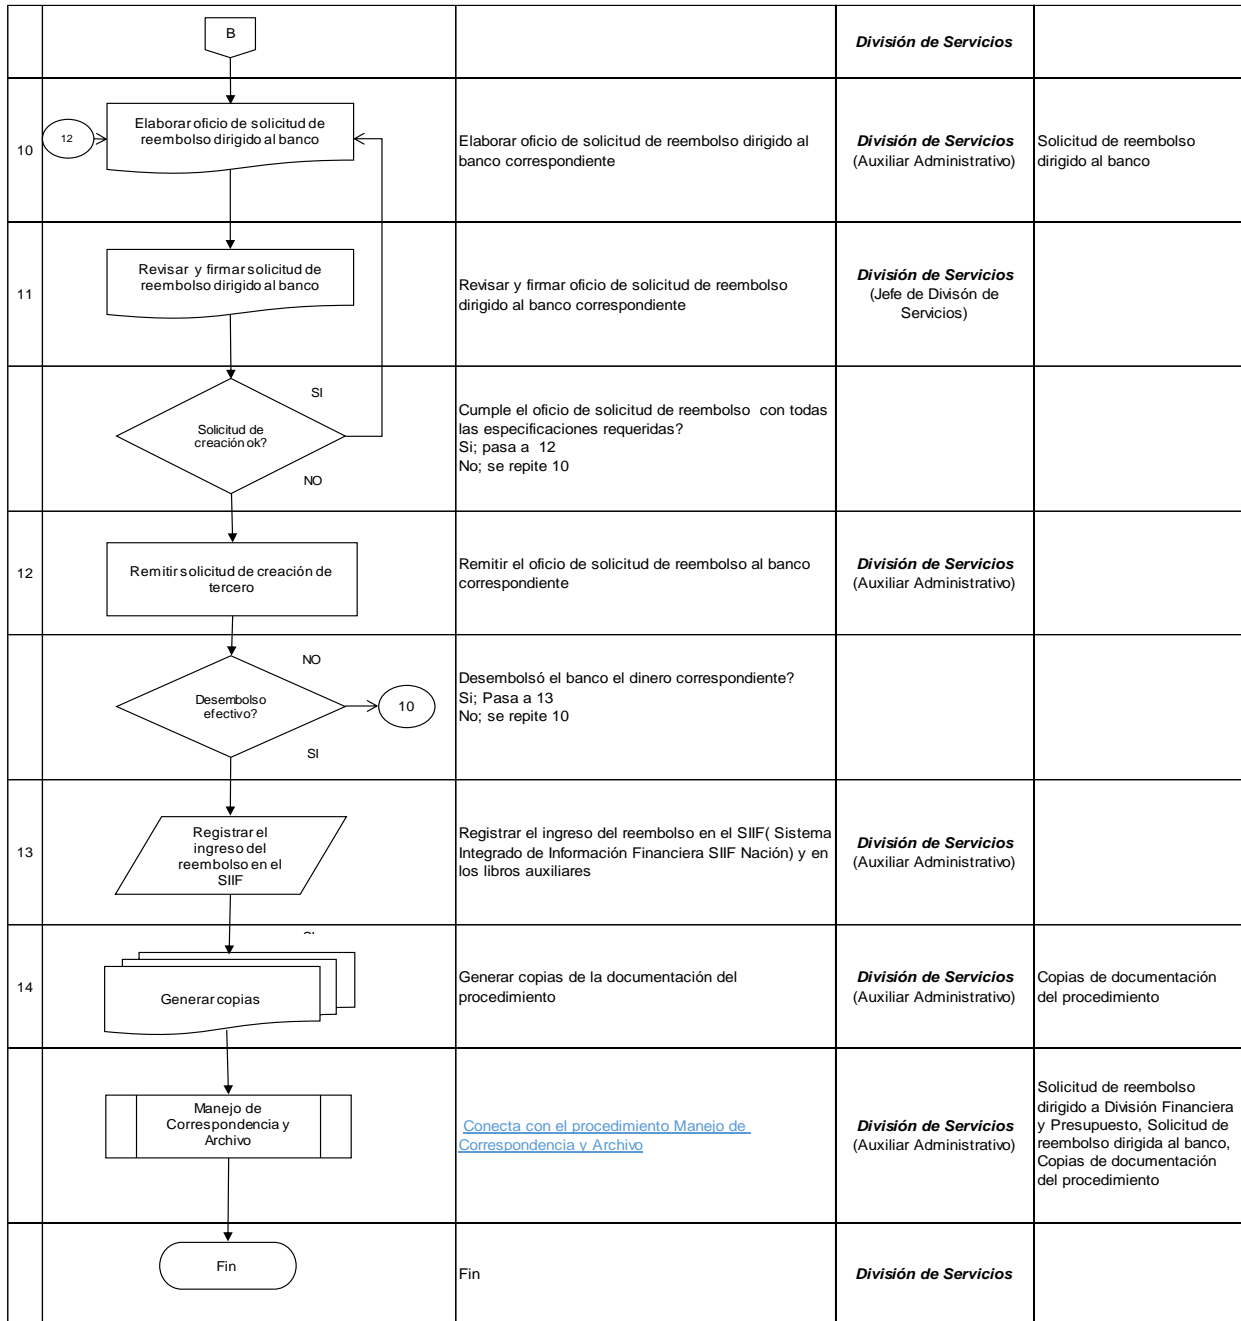 B
División de Servicios
10
12
Elaborar oficio de solicitud de
reembolso dirigido al banco
Elaborar oficio de solicitud de reembolso dirigido al
banco correspondiente
División de Servicios
(Auxiliar Administrativo)
Solicitud de reembolso
dirigido al banco
11
Revisar y firmar solicitud de
reembolso dirigido al banco
Revisar y firmar oficio de solicitud de reembolso
dirigido al banco correspondiente
División de Servicios
(Jefe de Divisón de
Servicios)
SI
Solicitud de
creación ok?
NO
Cumple el oficio de solicitud de reembolso con todas
las especificaciones requeridas?
Si; pasa a 12
No; se repite 10
12
Remitir solicitud de creación de
tercero
Remitir el oficio de solicitud de reembolso al banco
correspondiente
División de Servicios
(Auxiliar Administrativo)
NO
Desembolso
efectivo?
10
SI
Desembolsó el banco el dinero correspondiente?
Si; Pasa a 13
No; se repite 10
13
Registrar el
ingreso del
reembolso en el
SIIF
Registrar el ingreso del reembolso en el SIIF( Sistema
Integrado de Información Financiera SIIF Nación) y en
los libros auxiliares
División de Servicios
(Auxiliar Administrativo)
14
Generar copias
Generar copias de la documentación del
procedimiento
División de Servicios
(Auxiliar Administrativo)
Copias de documentación
del procedimiento
Manejo de
Correspondencia y
Archivo
Conecta con el procedimiento Manejo de
Correspondencia y Archivo
División de Servicios
(Auxiliar Administrativo)
Solicitud de reembolso
dirigido a División Financiera
y Presupuesto, Solicitud de
reembolso dirigida al banco,
Copias de documentación
del procedimiento
Fin
Fin
División de Servicios